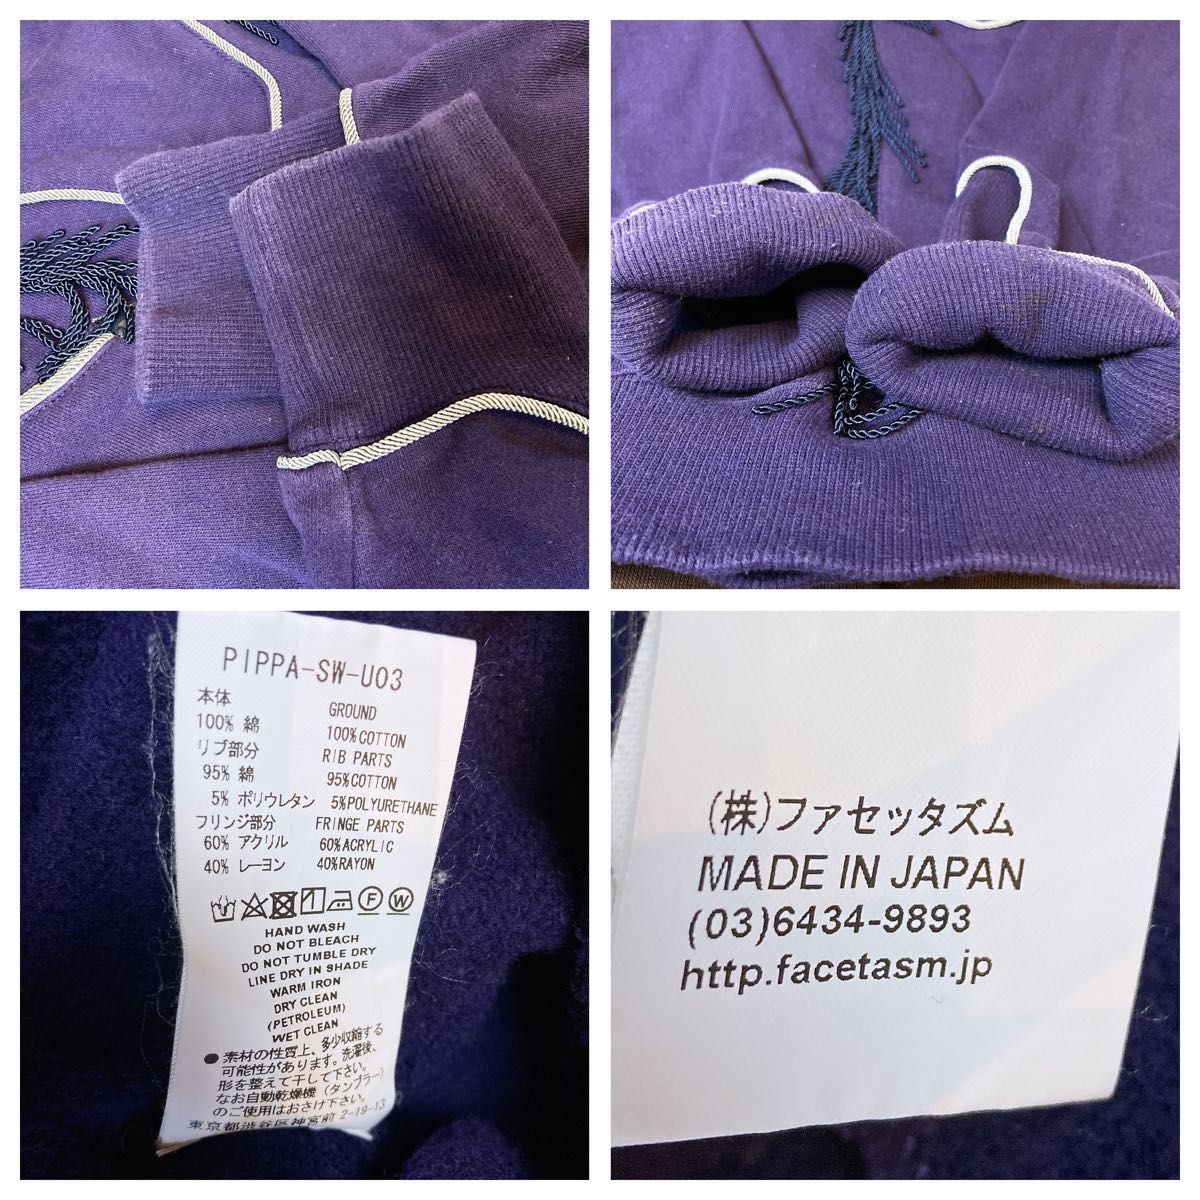 PIPPA-SW-U03
本体 GROUND
100% 綿 100%COTTON
リブ部分 RIB PARTS
95% 綿 95%COTTON
5% ポリウレタン 5%POLYURETHANE
フリンジ部分 FRINGE PARTS
60% アクリル 60%ACRYLIC
40% レーヨン 40%RAYON
F W
HAND WASH
DO NOT BLEACH
DO NOT TUMBLE DRY
LINE DRY IN SHADE
WARM IRON
DRY CLEAN
(PETROLEUM)
WET CLEAN
●素材の性質上、多少収縮する
可能性があります。洗濯後、
形を整えて干して下さい。
なお自動乾燥機(タンブラー)
のご使用はおさけ下さい。
東京都渋谷区神宮前 2-19-13
(株)ファセッタズム
MADE IN JAPAN
(03)6434-9893
http.facetasm.jp